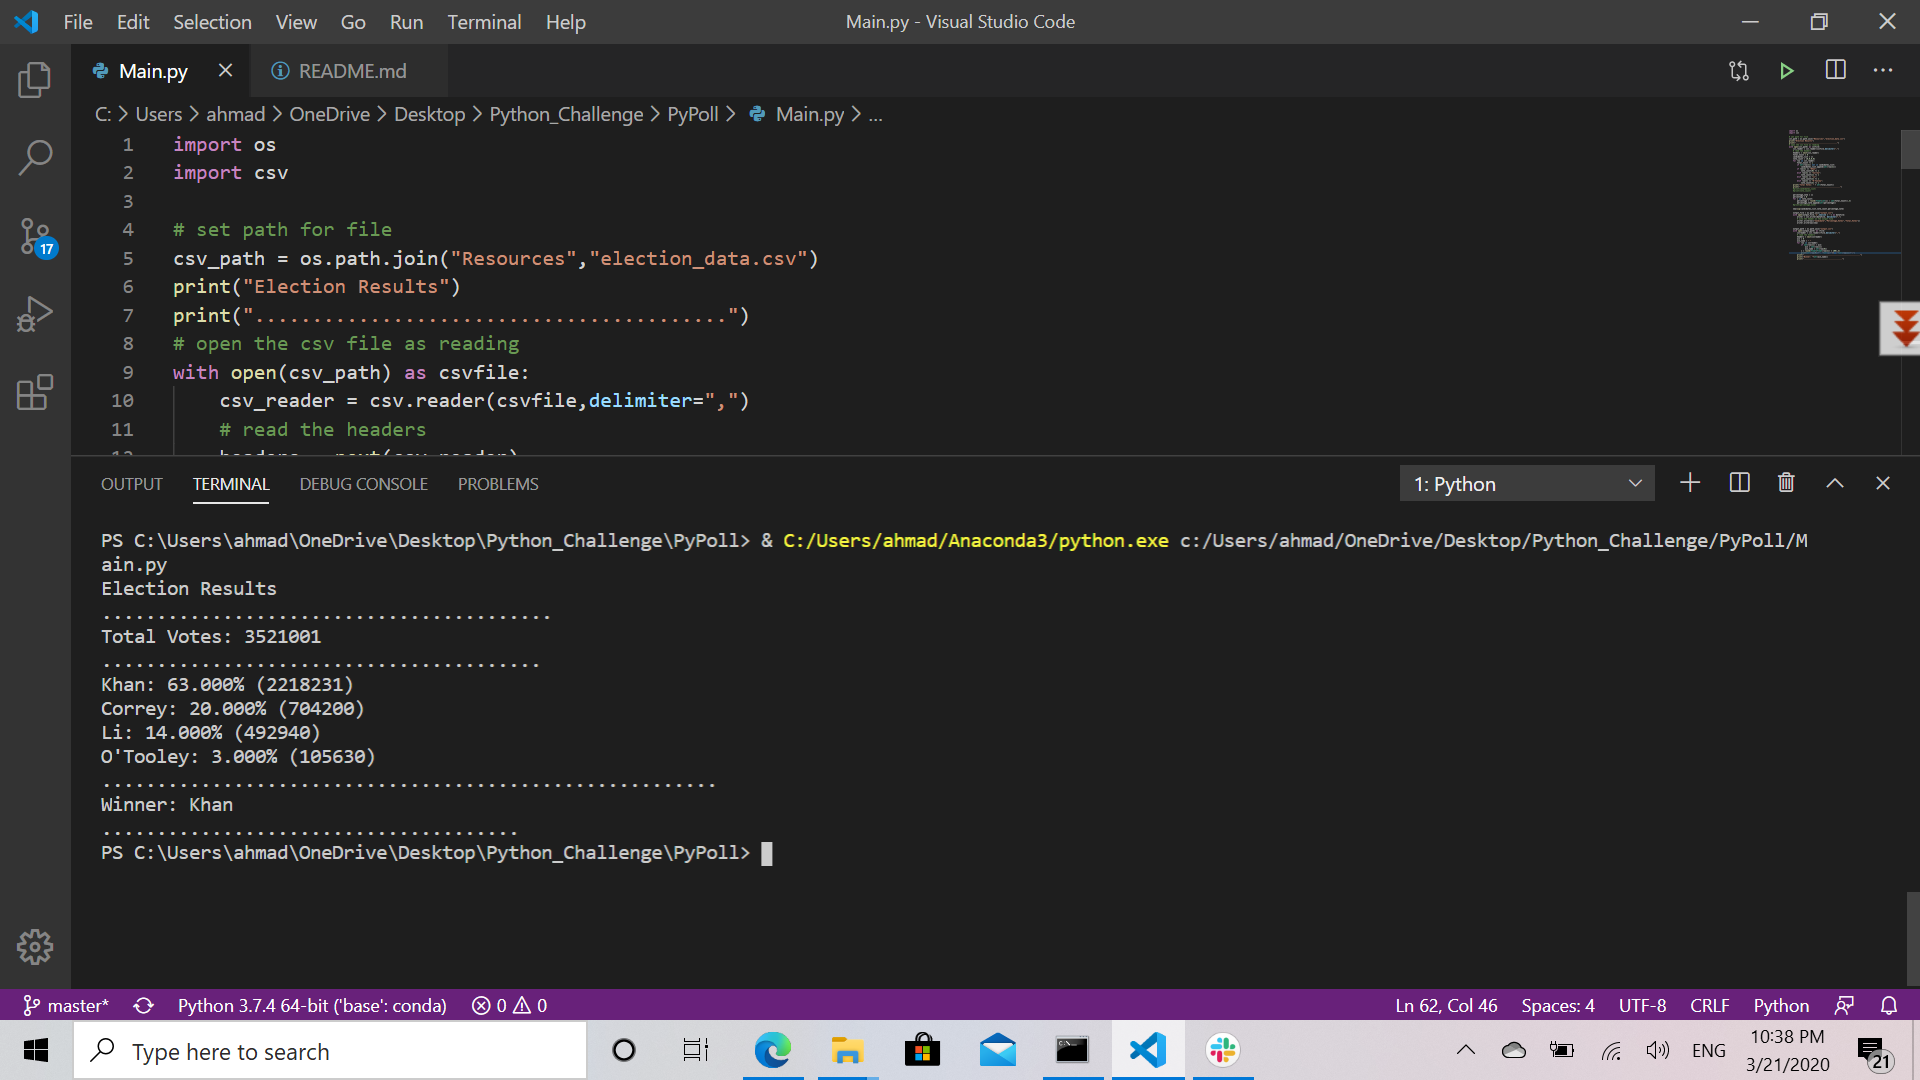 File Edit Selection View Go Run Terminal Help
Main.py - Visual Studio Code
Main.py
README.md
C: > Users > ahmad > OneDrive > Desktop > Python_Challenge > PyPoll > Main.py > ...
1 import os
2 import csv
3
4 # set path for file
5 csv_path = os.path.join("Resources","election_data.csv")
6 print("Election Results")
7 print(".........................................")
8 # open the csv file as reading
9 with open(csv_path) as csvfile:
10 csv_reader = csv.reader(csvfile,delimiter=",")
11 # read the headers
17
OUTPUT TERMINAL DEBUG CONSOLE PROBLEMS
1: Python
PS C:\Users\ahmad\OneDrive\Desktop\Python_Challenge\PyPoll> & C:/Users/ahmad/Anaconda3/python.exe c:/Users/ahmad/OneDrive/Desktop/Python_Challenge/PyPoll/M
ain.py
Election Results
.........................................
Total Votes: 3521001
........................................
Khan: 63.000% (2218231)
Correy: 20.000% (704200)
Li: 14.000% (492940)
O'Tooley: 3.000% (105630)
........................................................
Winner: Khan
......................................
PS C:\Users\ahmad\OneDrive\Desktop\Python_Challenge\PyPoll>
master* Python 3.7.4 64-bit ('base': conda) 0 0
Ln 62, Col 46 Spaces: 4 UTF-8 CRLF Python
Type here to search
ENG
10:38 PM
3/21/2020
21